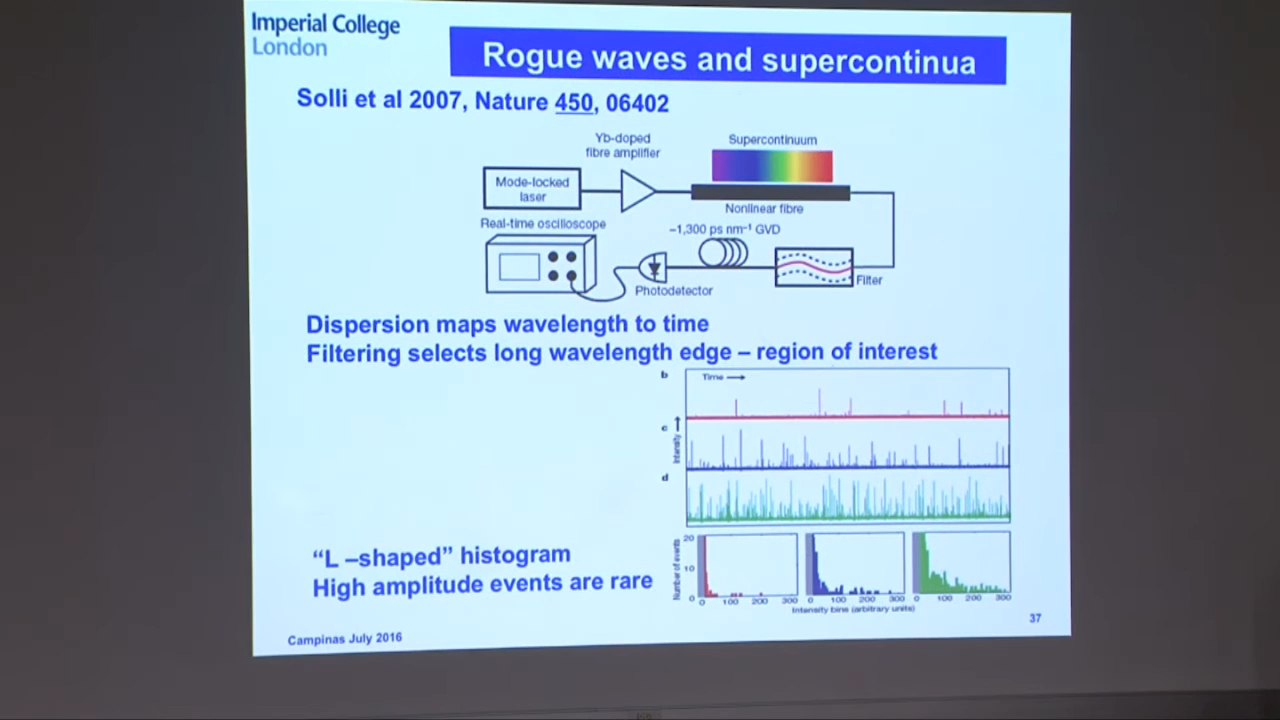 Imperial College
London
Rogue waves and supercontinua
Solli et al 2007, Nature 450, 06402
Yb-doped
fibre amplifier
Supercontinuum
Mode-locked
laser
Nonlinear fibre
Real-time oscilloscope
–1,300 ps nm⁻¹ GVD
Photodetector
Filter
Dispersion maps wavelength to time
Filtering selects long wavelength edge – region of interest
b
Time
c
Intensity
d
"L –shaped" histogram
High amplitude events are rare
Number of events
20
10
0
0 100 200 300 0 100 200 300 0 100 200 300
Intensity bins (arbitrary units)
37
Campinas July 2016